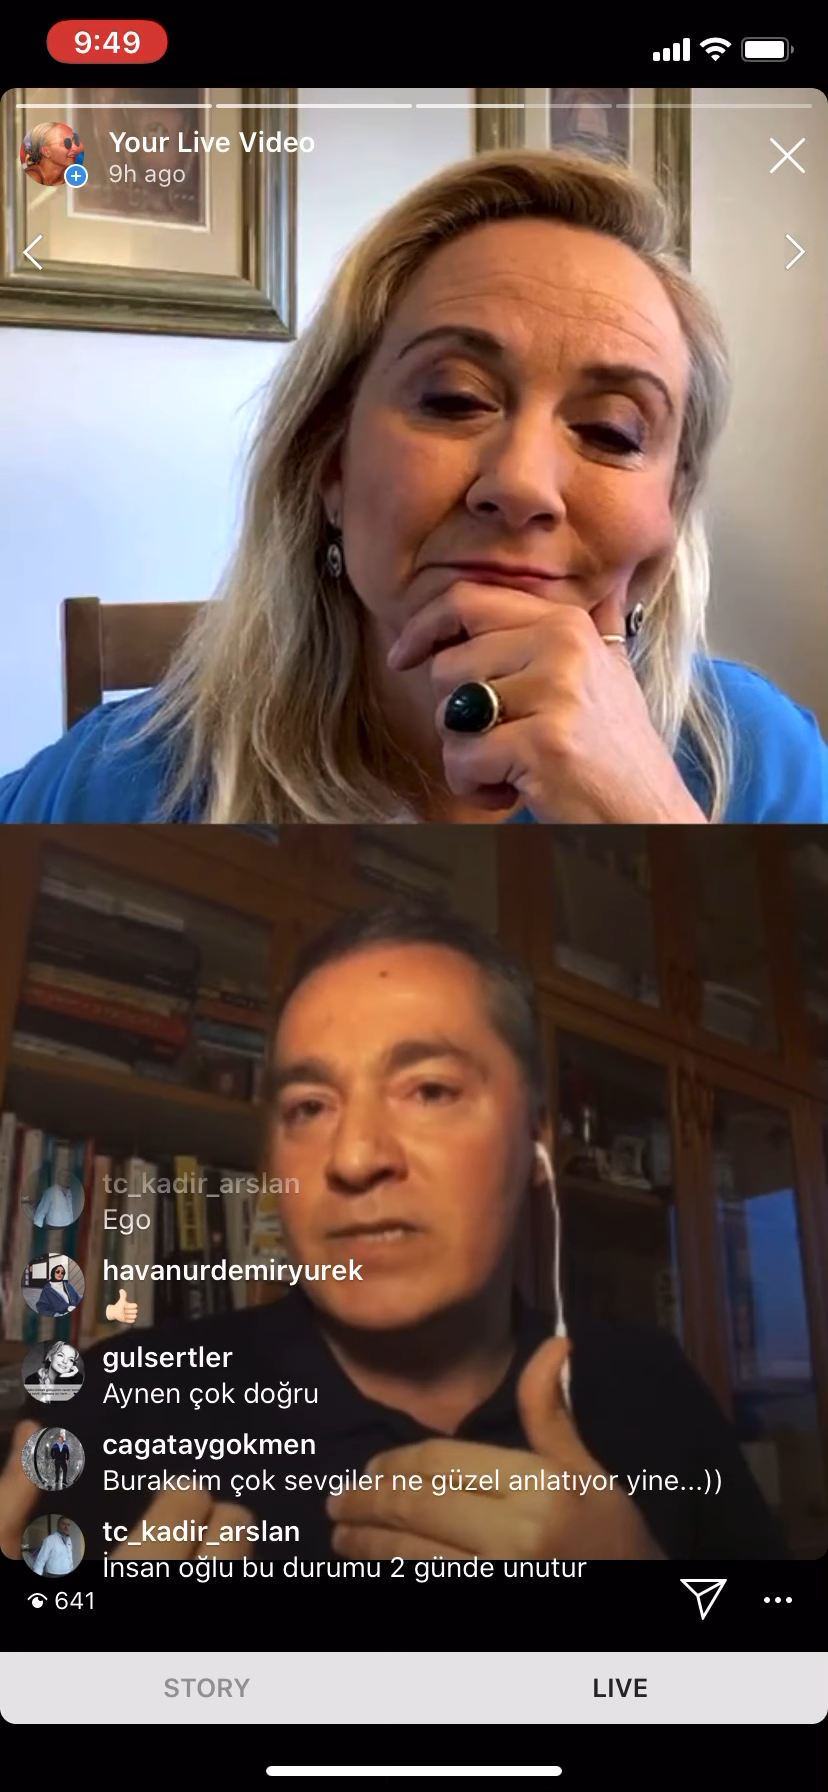 9:49
Your Live Video
9h ago
tc_kadir_arslan
Ego
havanurdemiryurek
👍🏻
gulsertler
Aynen çok doğru
cagataygokmen
Burakcim çok sevgiler ne güzel anlatıyor yine...))
tc_kadir_arslan
İnsan oğlu bu durumu 2 günde unutur
641
STORY
LIVE